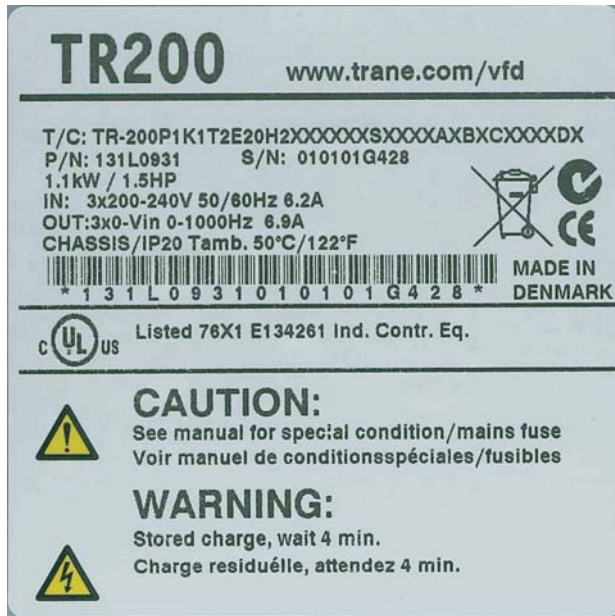 TR200 www.trane.com/vfd
T/C: TR-200P1K1T2E20H2XXXXXXSXXXXAXBXCXXXXDX
P/N: 131L0931 S/N: 010101G428
1.1kW / 1.5HP
IN: 3x200-240V 50/60Hz 6.2A
OUT:3x0-Vin 0-1000Hz 6.9A
CHASSIS/IP20 Tamb. 50°C/122°F
CE
*131L0931010101G428*
MADE IN
DENMARK
c UL US Listed 76X1 E134261 Ind. Contr. Eq.
CAUTION:
See manual for special condition/mains fuse
Voir manuel de conditionsspéciales/fusibles
WARNING:
Stored charge, wait 4 min.
Charge residuélle, attendez 4 min.